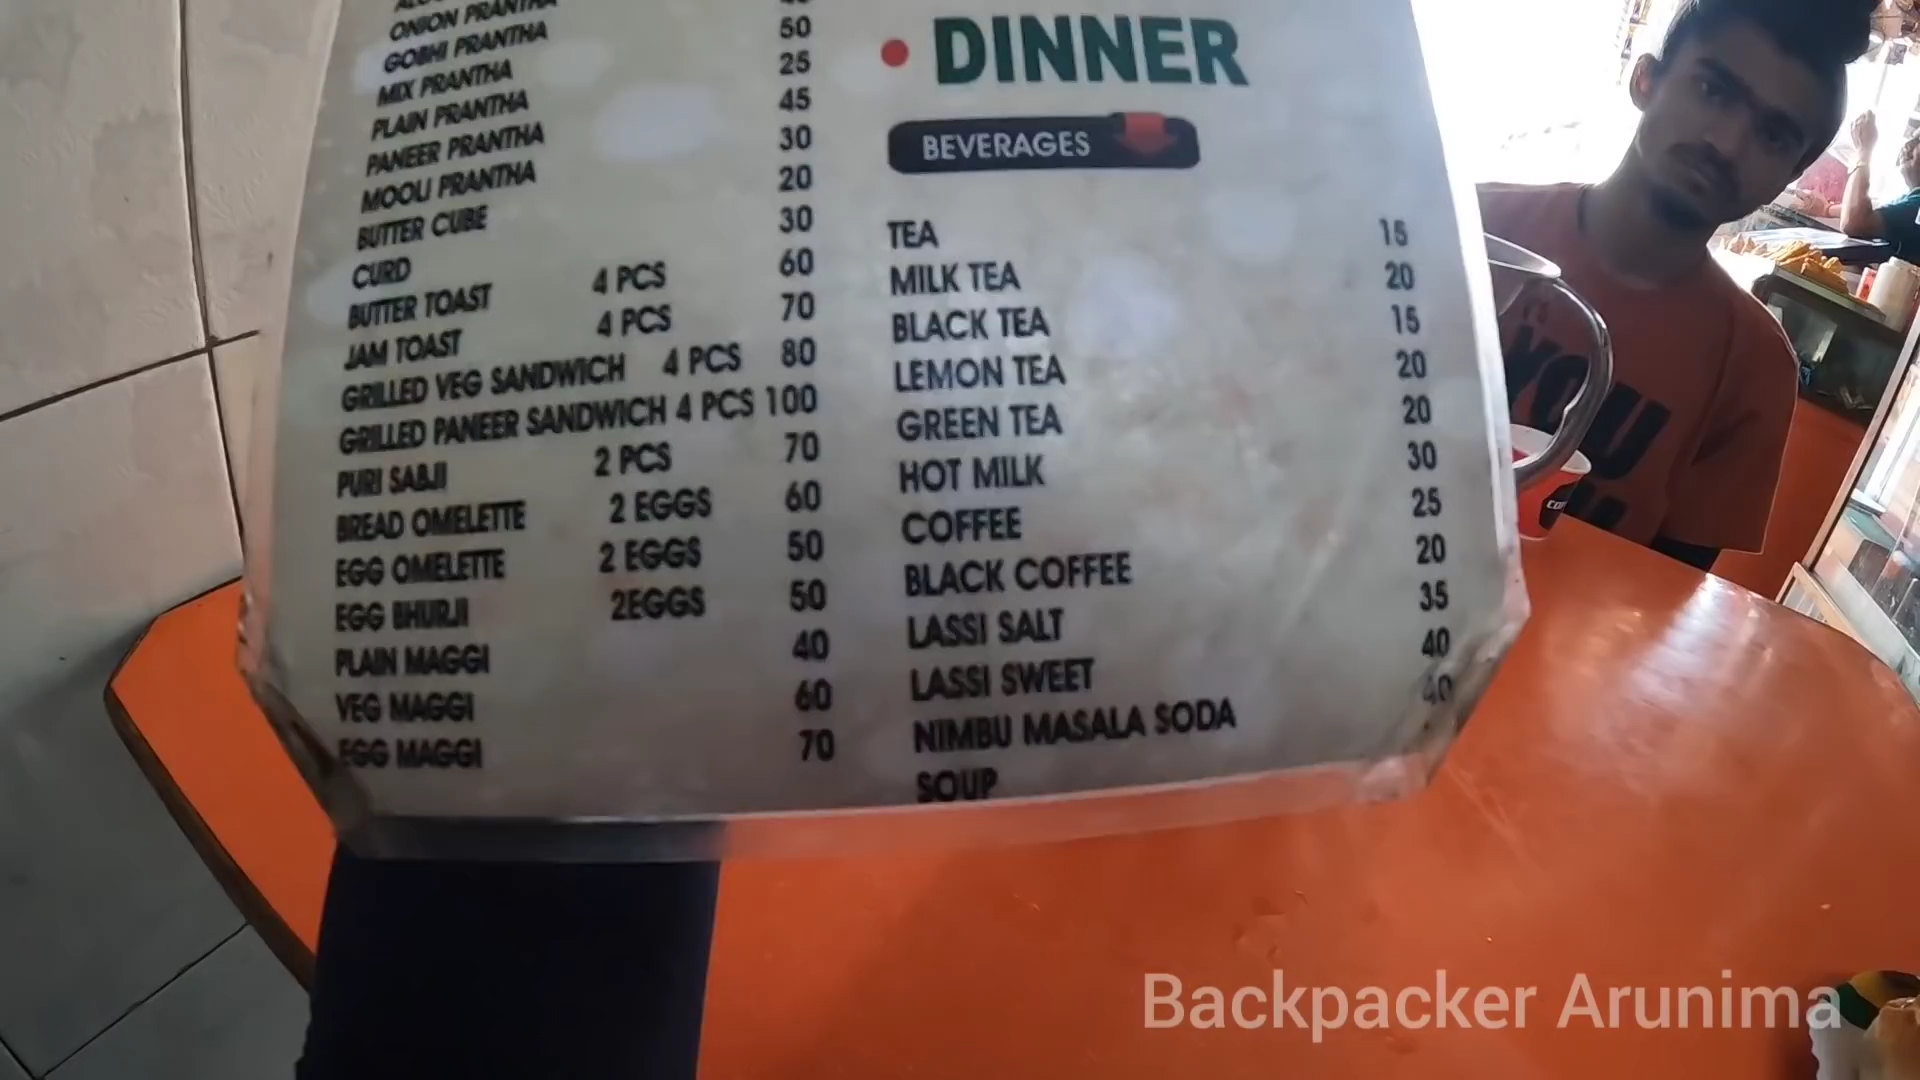 ONION PRANTHA
GOBHI PRANTHA
MIX PRANTHA 50
PLAIN PRANTHA 25
PANEER PRANTHA 45
MOOLI PRANTHA 30
BUTTER CUBE 20
CURD 30
BUTTER TOAST 4 PCS 60
JAM TOAST 4 PCS 70
GRILLED VEG SANDWICH 4 PCS 80
GRILLED PANEER SANDWICH 4 PCS 100
PURI SABJI 2 PCS 70
BREAD OMELETTE 2 EGGS 60
EGG OMELETTE 2 EGGS 50
EGG BHURJI 2EGGS 50
PLAIN MAGGI 40
VEG MAGGI 60
EGG MAGGI 70
• DINNER
BEVERAGES
TEA 15
MILK TEA 20
BLACK TEA 15
LEMON TEA 20
GREEN TEA 20
HOT MILK 30
COFFEE 25
BLACK COFFEE 20
LASSI SALT 35
LASSI SWEET 40
NIMBU MASALA SODA 40
SOUP
YOU
Backpacker Arunima